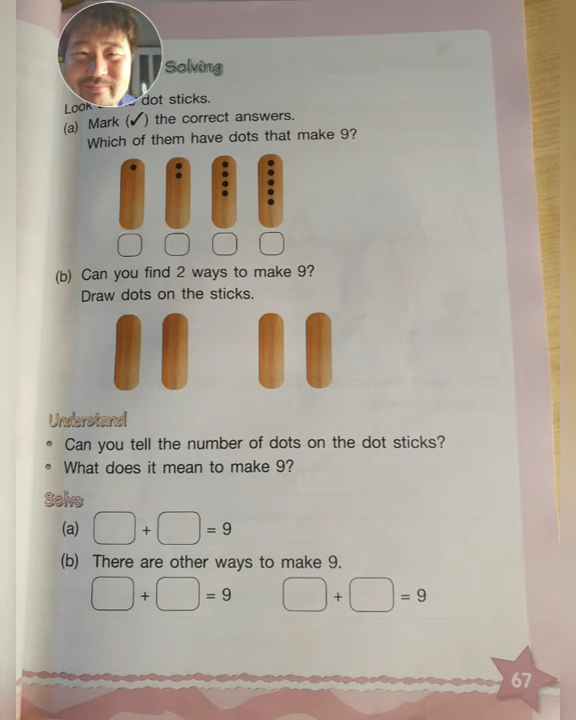 Solving
Look dot sticks.
(a) Mark (✓) the correct answers.
Which of them have dots that make 9?
(b) Can you find 2 ways to make 9?
Draw dots on the sticks.
Understand
• Can you tell the number of dots on the dot sticks?
• What does it mean to make 9?
Solve
(a) + = 9
(b) There are other ways to make 9.
+ = 9 + = 9
67